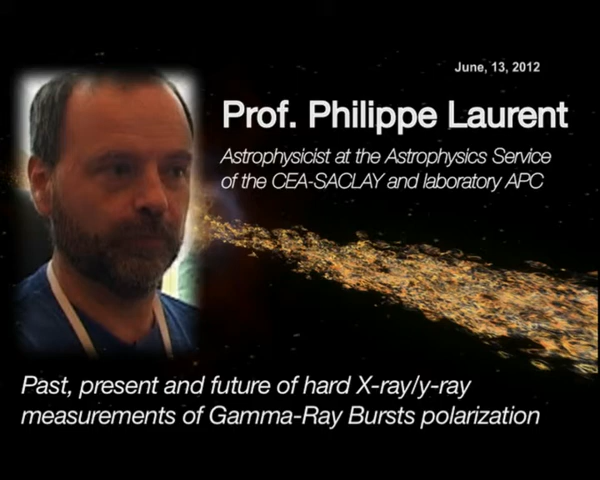 June, 13, 2012
Prof. Philippe Laurent
Astrophysicist at the Astrophysics Service
of the CEA-SACLAY and laboratory APC
Past, present and future of hard X-ray/y-ray
measurements of Gamma-Ray Bursts polarization